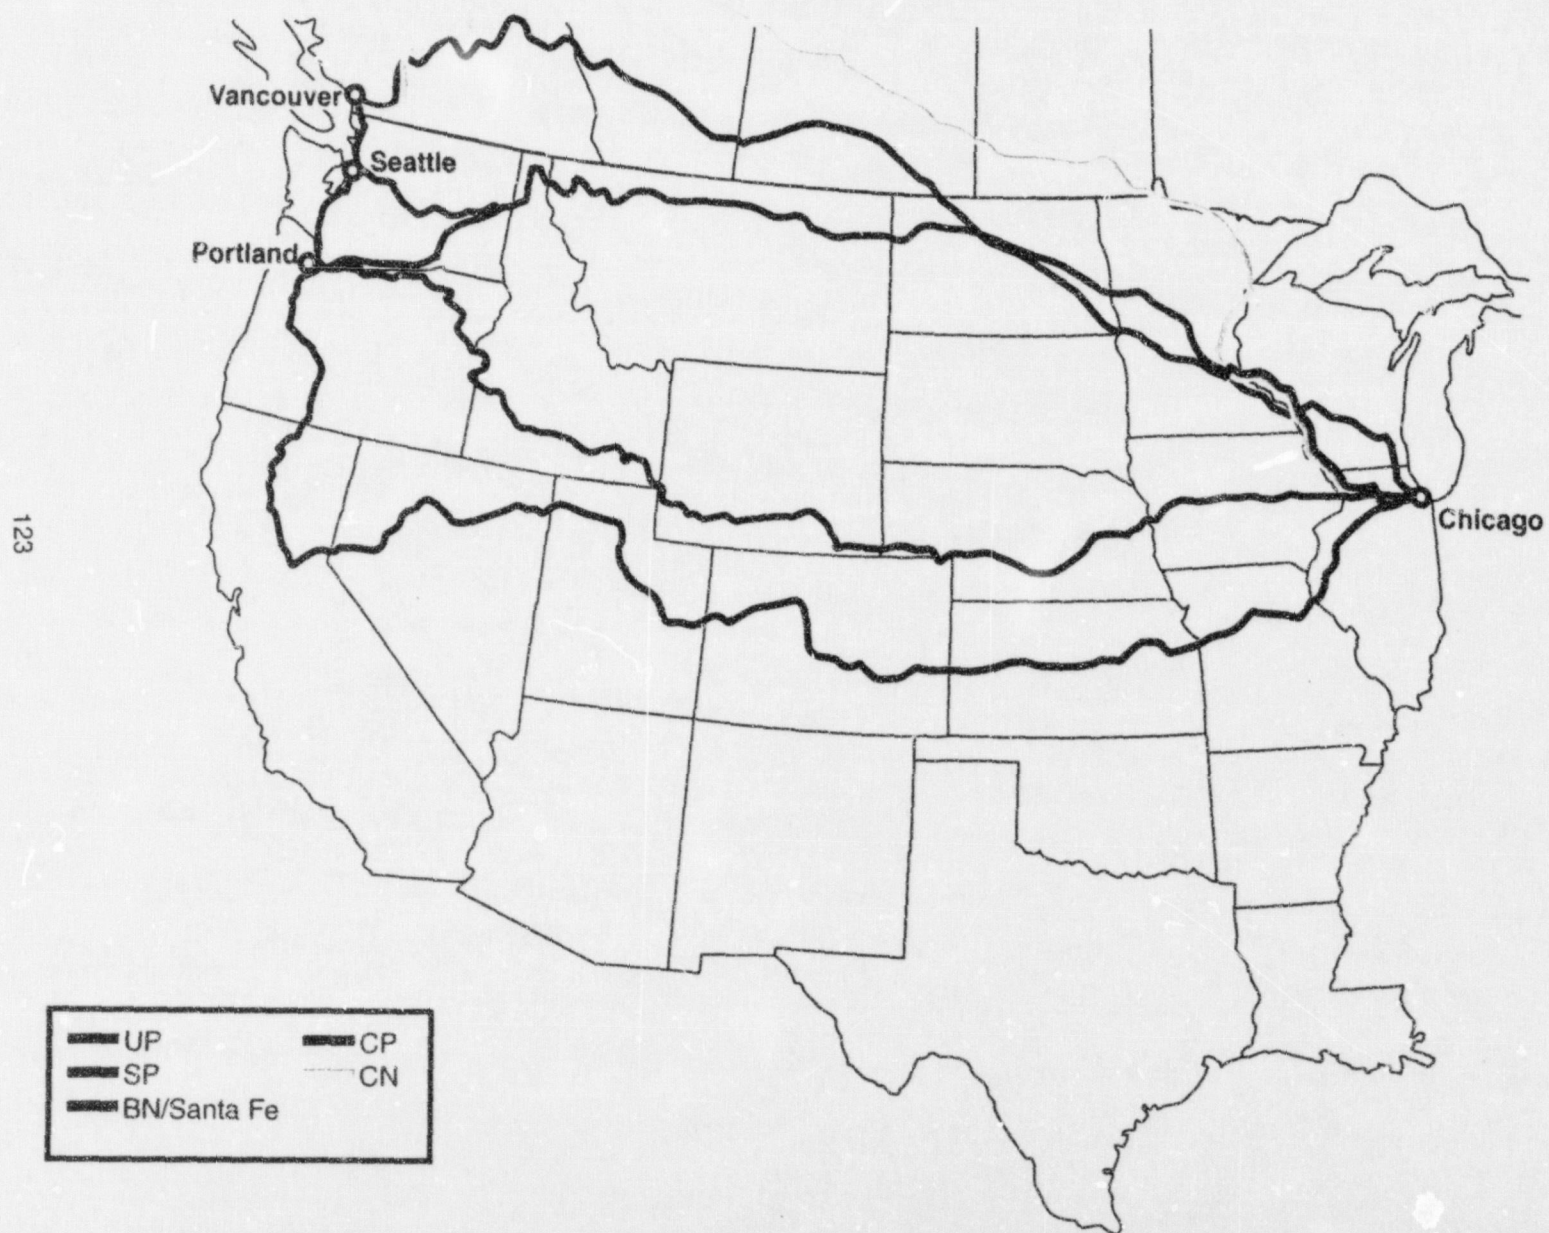 Vancouver
Seattle
Portland
Chicago
123
UP
CP
SP
CN
BN/Santa Fe